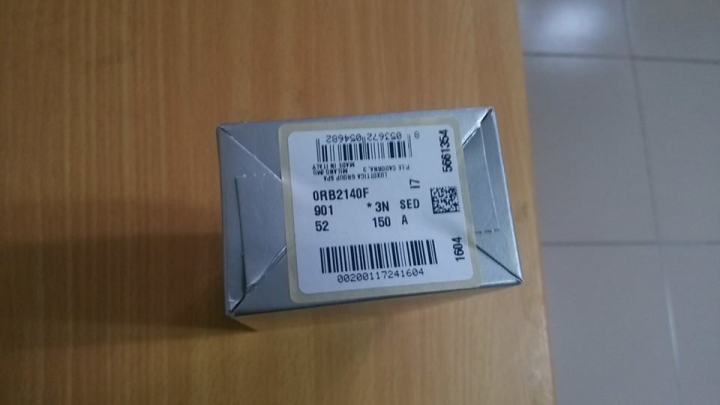 8 053672 054682
LUXOTTICA GROUP SPA
P.LE CADORNA, 3
MILANO (MI)
MADE IN ITALY
0RB2140F
901 * 3N SED
52 150 A
00200117241604
I7
5661354
1604